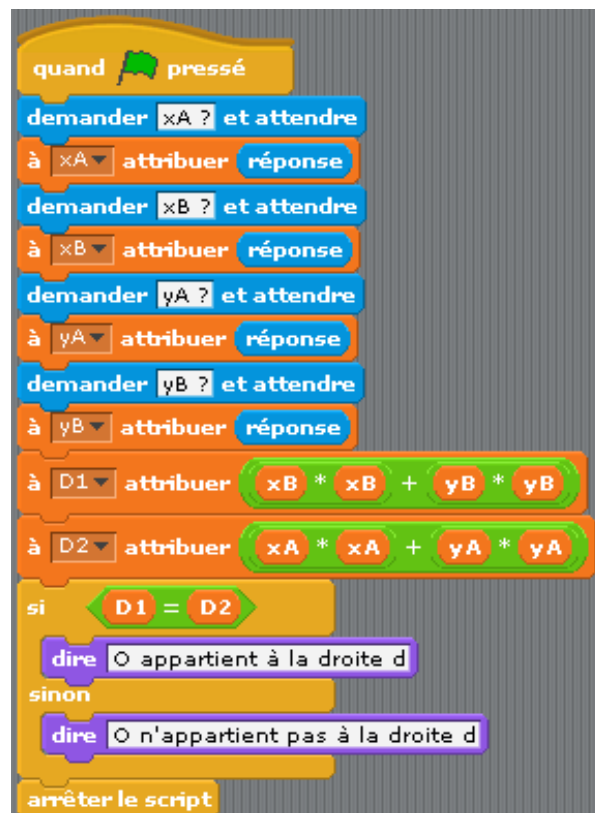 quand pressé
demander xA ? et attendre
à xA attribuer réponse
demander xB ? et attendre
à xB attribuer réponse
demander yA ? et attendre
à yA attribuer réponse
demander yB ? et attendre
à yB attribuer réponse
à D1 attribuer xB * xB + yB * yB
à D2 attribuer xA * xA + yA * yA
si D1 = D2
dire O appartient à la droite d
sinon
dire O n'appartient pas à la droite d
arrêter le script